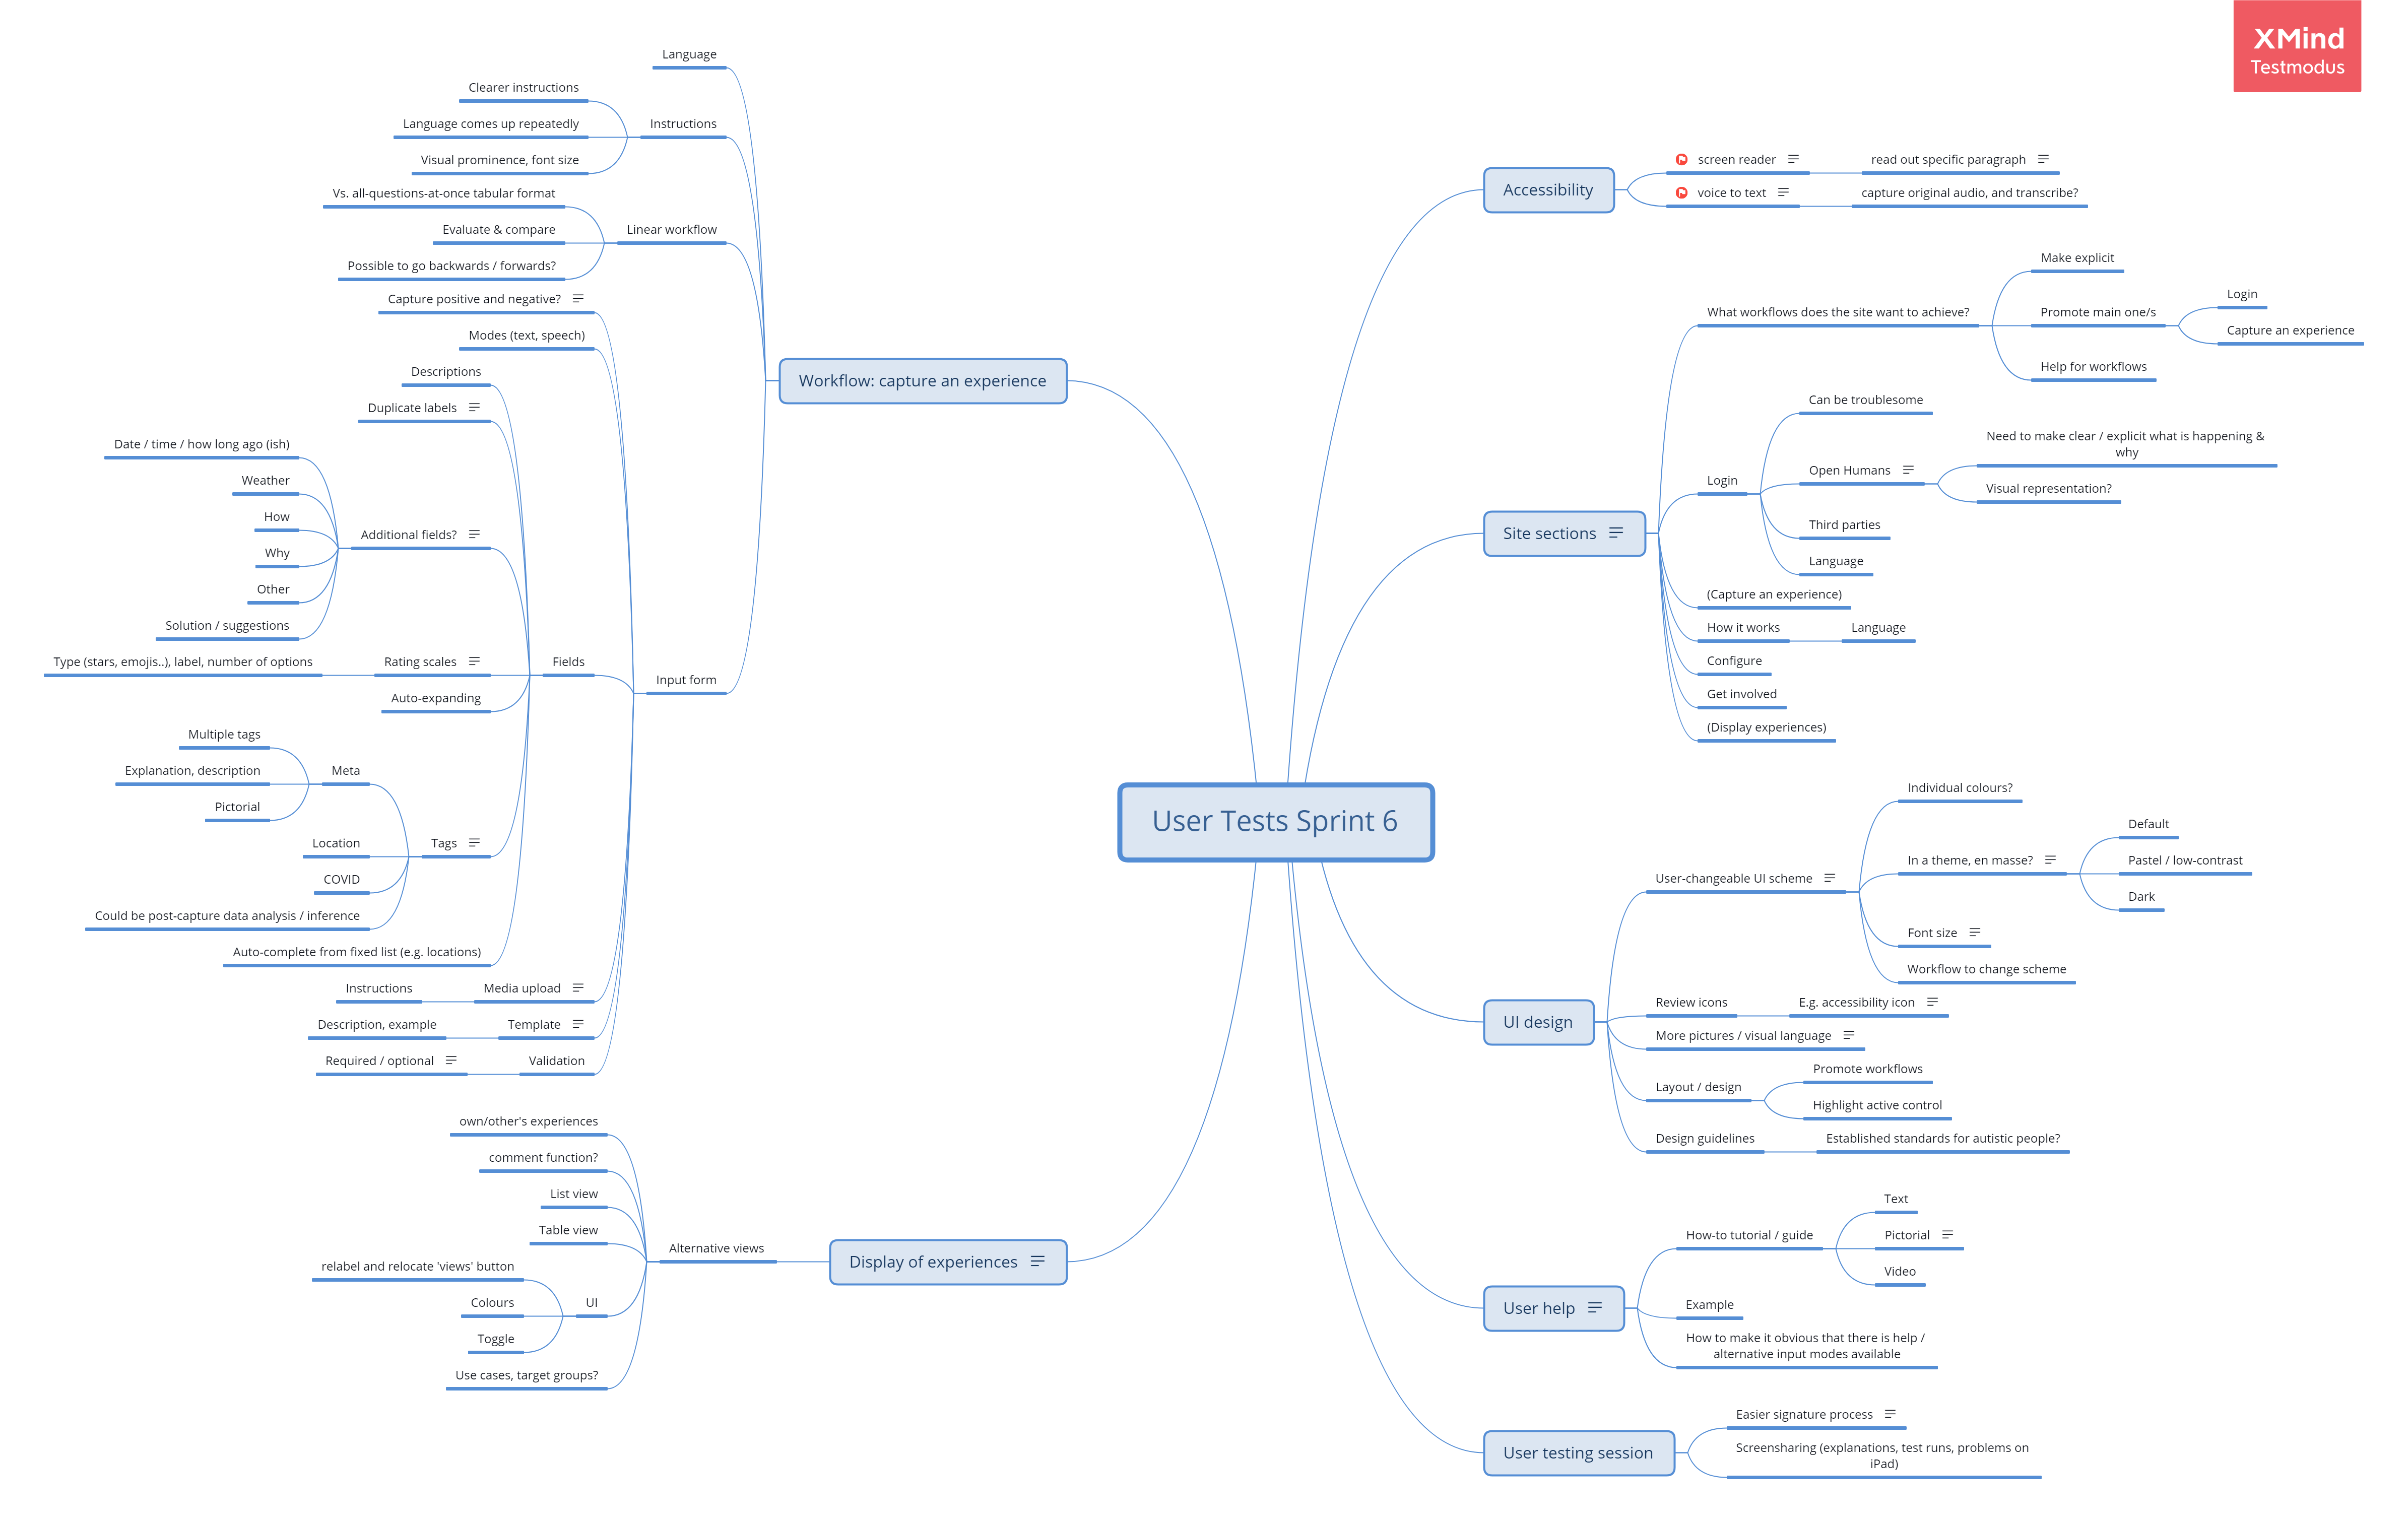 XMind
Testmodus
User Tests Sprint 6
Workflow: capture an experience
Language
Instructions
Clearer instructions
Language comes up repeatedly
Visual prominence, font size
Linear workflow
Vs. all-questions-at-once tabular format
Evaluate & compare
Possible to go backwards / forwards?
Input form
Capture positive and negative?
Modes (text, speech)
Fields
Descriptions
Duplicate labels
Additional fields?
Date / time / how long ago (ish)
Weather
How
Why
Other
Solution / suggestions
Rating scales
Type (stars, emojis..), label, number of options
Auto-expanding
Tags
Meta
Multiple tags
Explanation, description
Pictorial
Location
COVID
Could be post-capture data analysis / inference
Auto-complete from fixed list (e.g. locations)
Media upload
Instructions
Template
Description, example
Validation
Required / optional
Display of experiences
Alternative views
own/other's experiences
comment function?
List view
Table view
UI
relabel and relocate 'views' button
Colours
Toggle
Use cases, target groups?
Accessibility
screen reader
read out specific paragraph
voice to text
capture original audio, and transcribe?
Site sections
What workflows does the site want to achieve?
Make explicit
Promote main one/s
Login
Capture an experience
Help for workflows
Login
Can be troublesome
Open Humans
Need to make clear / explicit what is happening &
why
Visual representation?
Third parties
Language
(Capture an experience)
How it works
Language
Configure
Get involved
(Display experiences)
UI design
User-changeable UI scheme
Individual colours?
In a theme, en masse?
Default
Pastel / low-contrast
Dark
Font size
Workflow to change scheme
Review icons
E.g. accessibility icon
More pictures / visual language
Layout / design
Promote workflows
Highlight active control
Design guidelines
Established standards for autistic people?
User help
How-to tutorial / guide
Text
Pictorial
Video
Example
How to make it obvious that there is help /
alternative input modes available
User testing session
Easier signature process
Screensharing (explanations, test runs, problems on
iPad)